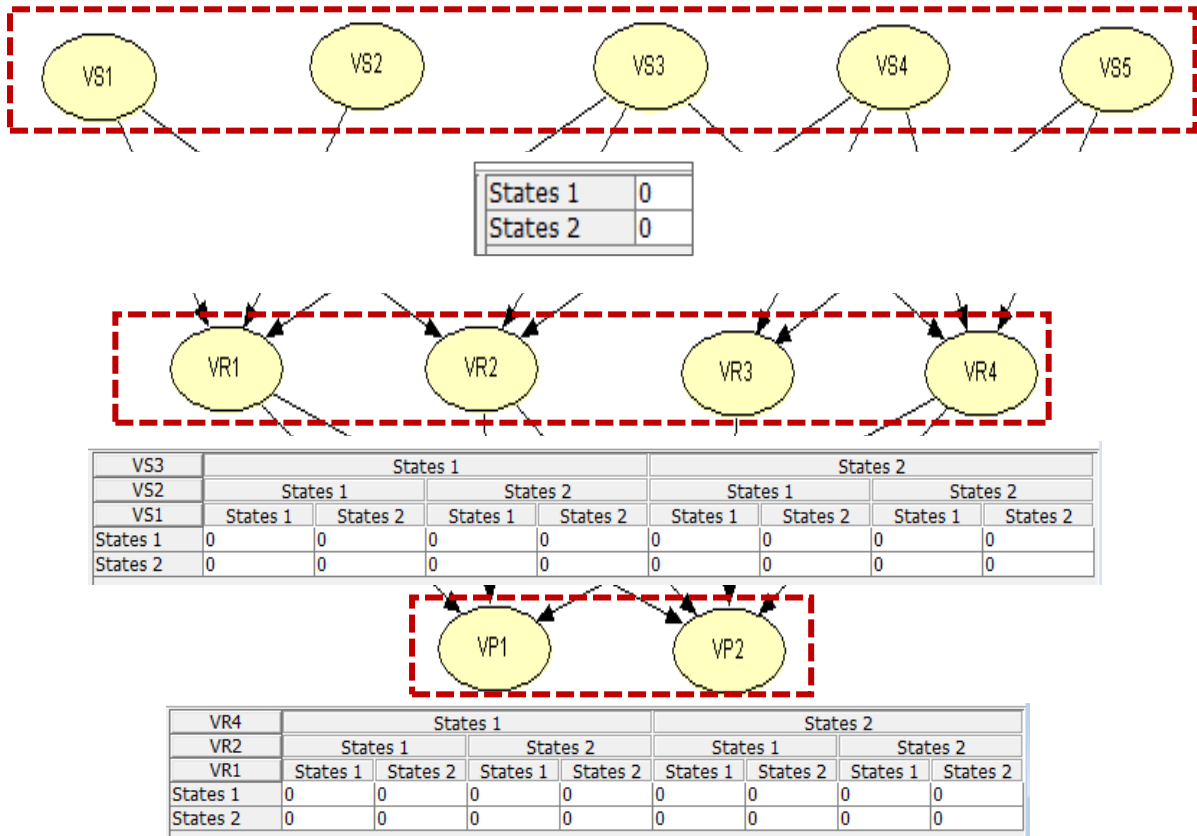 VS1 VS2 VS3 VS4 VS5
States 1 0
States 2 0
VR1 VR2 VR3 VR4
VS3 States 1 States 2
VS2 States 1 States 2 States 1 States 2
VS1 States 1 States 2 States 1 States 2 States 1 States 2 States 1 States 2
States 1 0 0 0 0 0 0 0 0
States 2 0 0 0 0 0 0 0 0
VP1 VP2
VR4 States 1 States 2
VR2 States 1 States 2 States 1 States 2
VR1 States 1 States 2 States 1 States 2 States 1 States 2 States 1 States 2
States 1 0 0 0 0 0 0 0 0
States 2 0 0 0 0 0 0 0 0